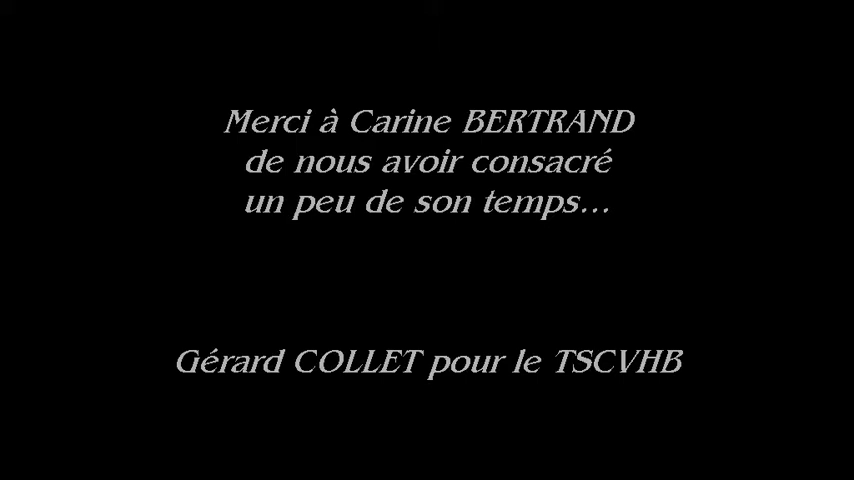 Merci à Carine BERTRAND
de nous avoir consacré
un peu de son temps...
Gérard COLLET pour le TSCVHB